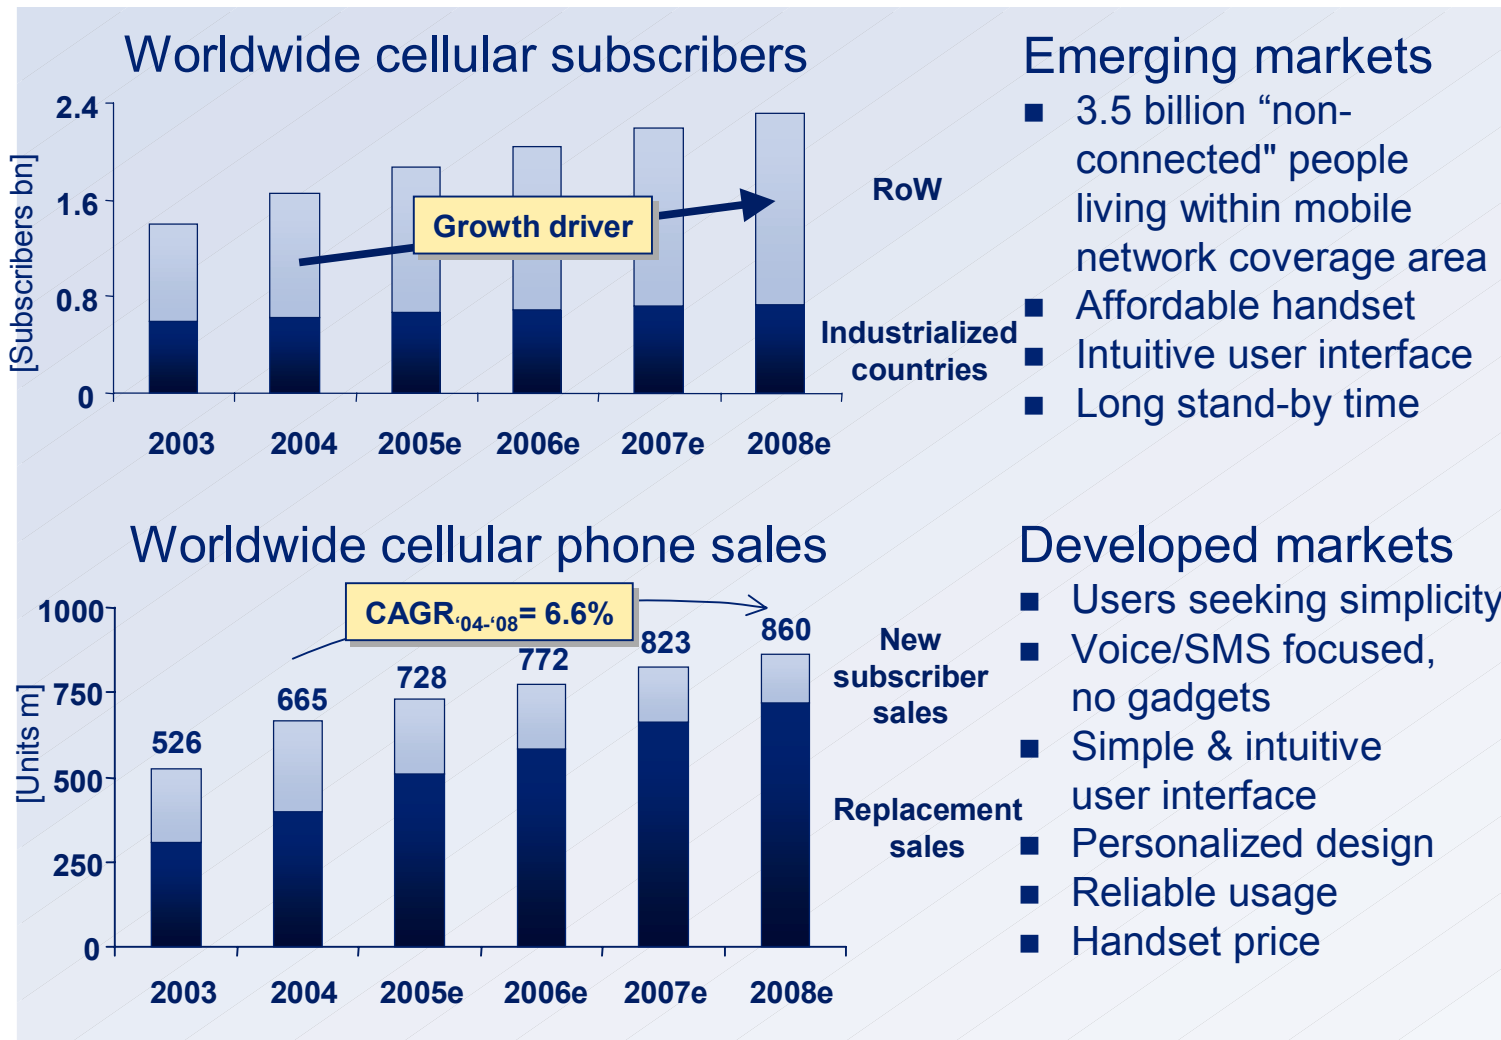 Worldwide cellular subscribers
[Subscribers bn]
2.4
1.6
0.8
0
Growth driver
RoW
Industrialized
countries
2003 2004 2005e 2006e 2007e 2008e
Emerging markets
■ 3.5 billion “non-
connected" people
living within mobile
network coverage area
■ Affordable handset
■ Intuitive user interface
■ Long stand-by time
Worldwide cellular phone sales
[Units m]
1000
750
500
250
0
CAGR‘04-‘08= 6.6%
526 665 728 772 823 860
New
subscriber
sales
Replacement
sales
2003 2004 2005e 2006e 2007e 2008e
Developed markets
■ Users seeking simplicity
■ Voice/SMS focused,
no gadgets
■ Simple & intuitive
user interface
■ Personalized design
■ Reliable usage
■ Handset price